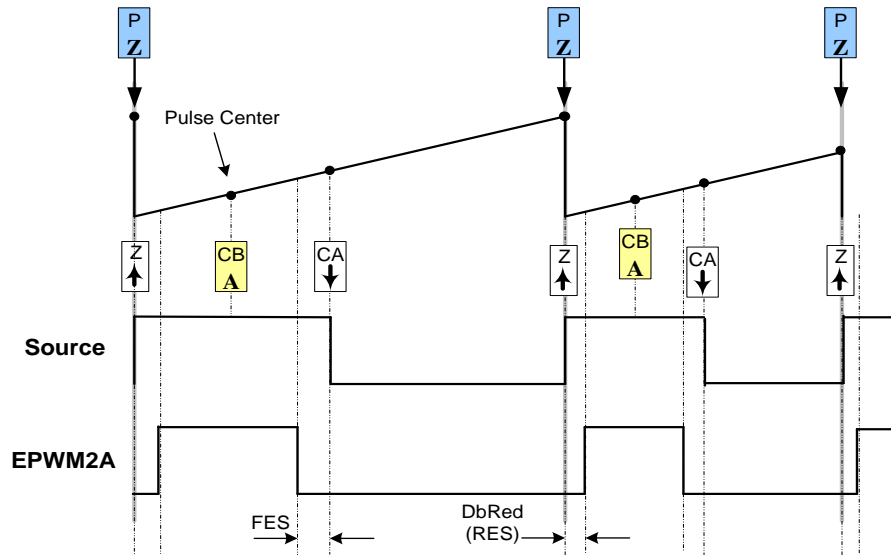 P
Z
P
Z
P
Z
Pulse Center
Z
CB
A
CA
Z
CB
A
CA
Z
Source
EPWM2A
FES
DbRed
(RES)